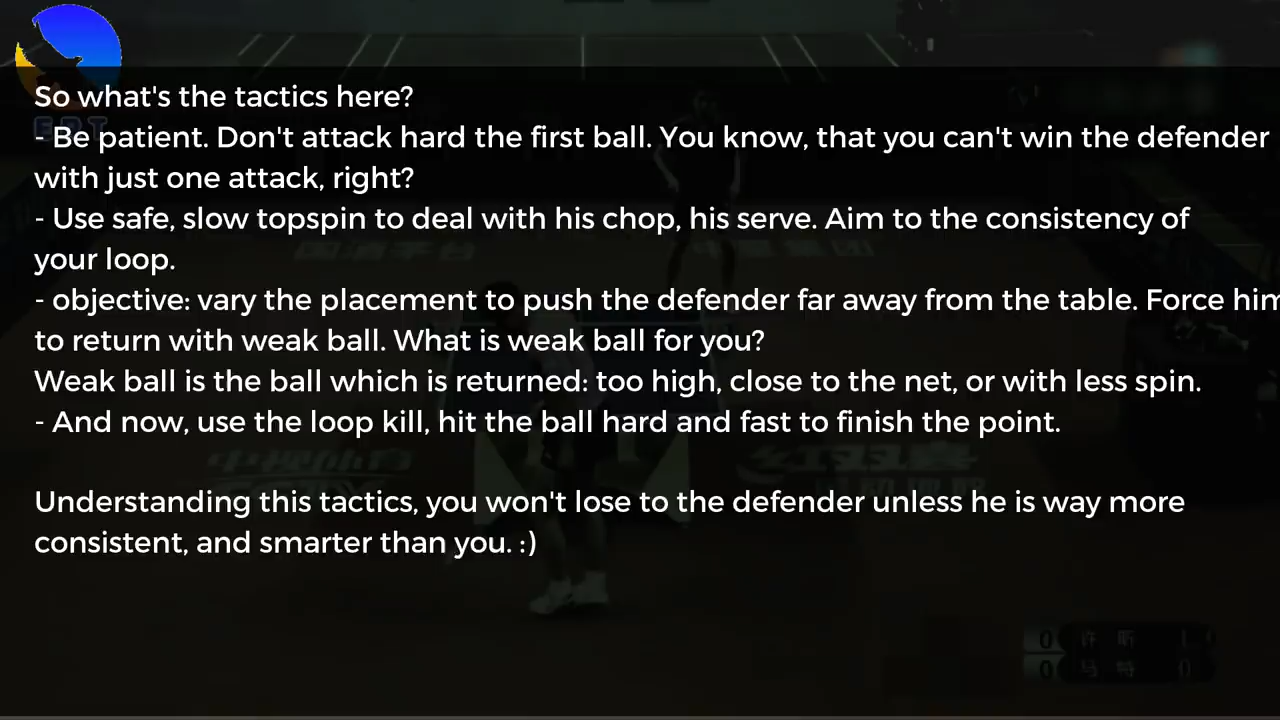 So what's the tactics here?
- Be patient. Don't attack hard the first ball. You know, that you can't win the defender
with just one attack, right?
- Use safe, slow topspin to deal with his chop, his serve. Aim to the consistency of
your loop.
- objective: vary the placement to push the defender far away from the table. Force him
to return with weak ball. What is weak ball for you?
Weak ball is the ball which is returned: too high, close to the net, or with less spin.
- And now, use the loop kill, hit the ball hard and fast to finish the point.
Understanding this tactics, you won't lose to the defender unless he is way more
consistent, and smarter than you. :)